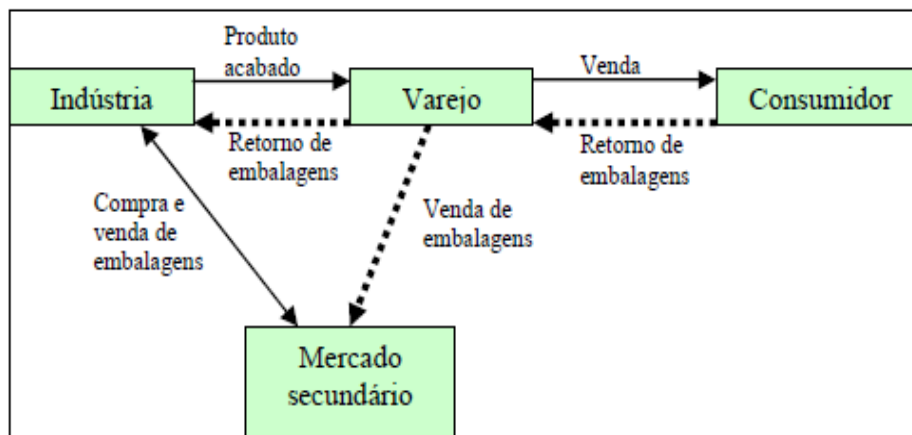 Produto
acabado
Venda
Indústria
Varejo
Consumidor
Retorno de
embalagens
Retorno de
embalagens
Compra e
venda de
embalagens
Venda de
embalagens
Mercado
secundário